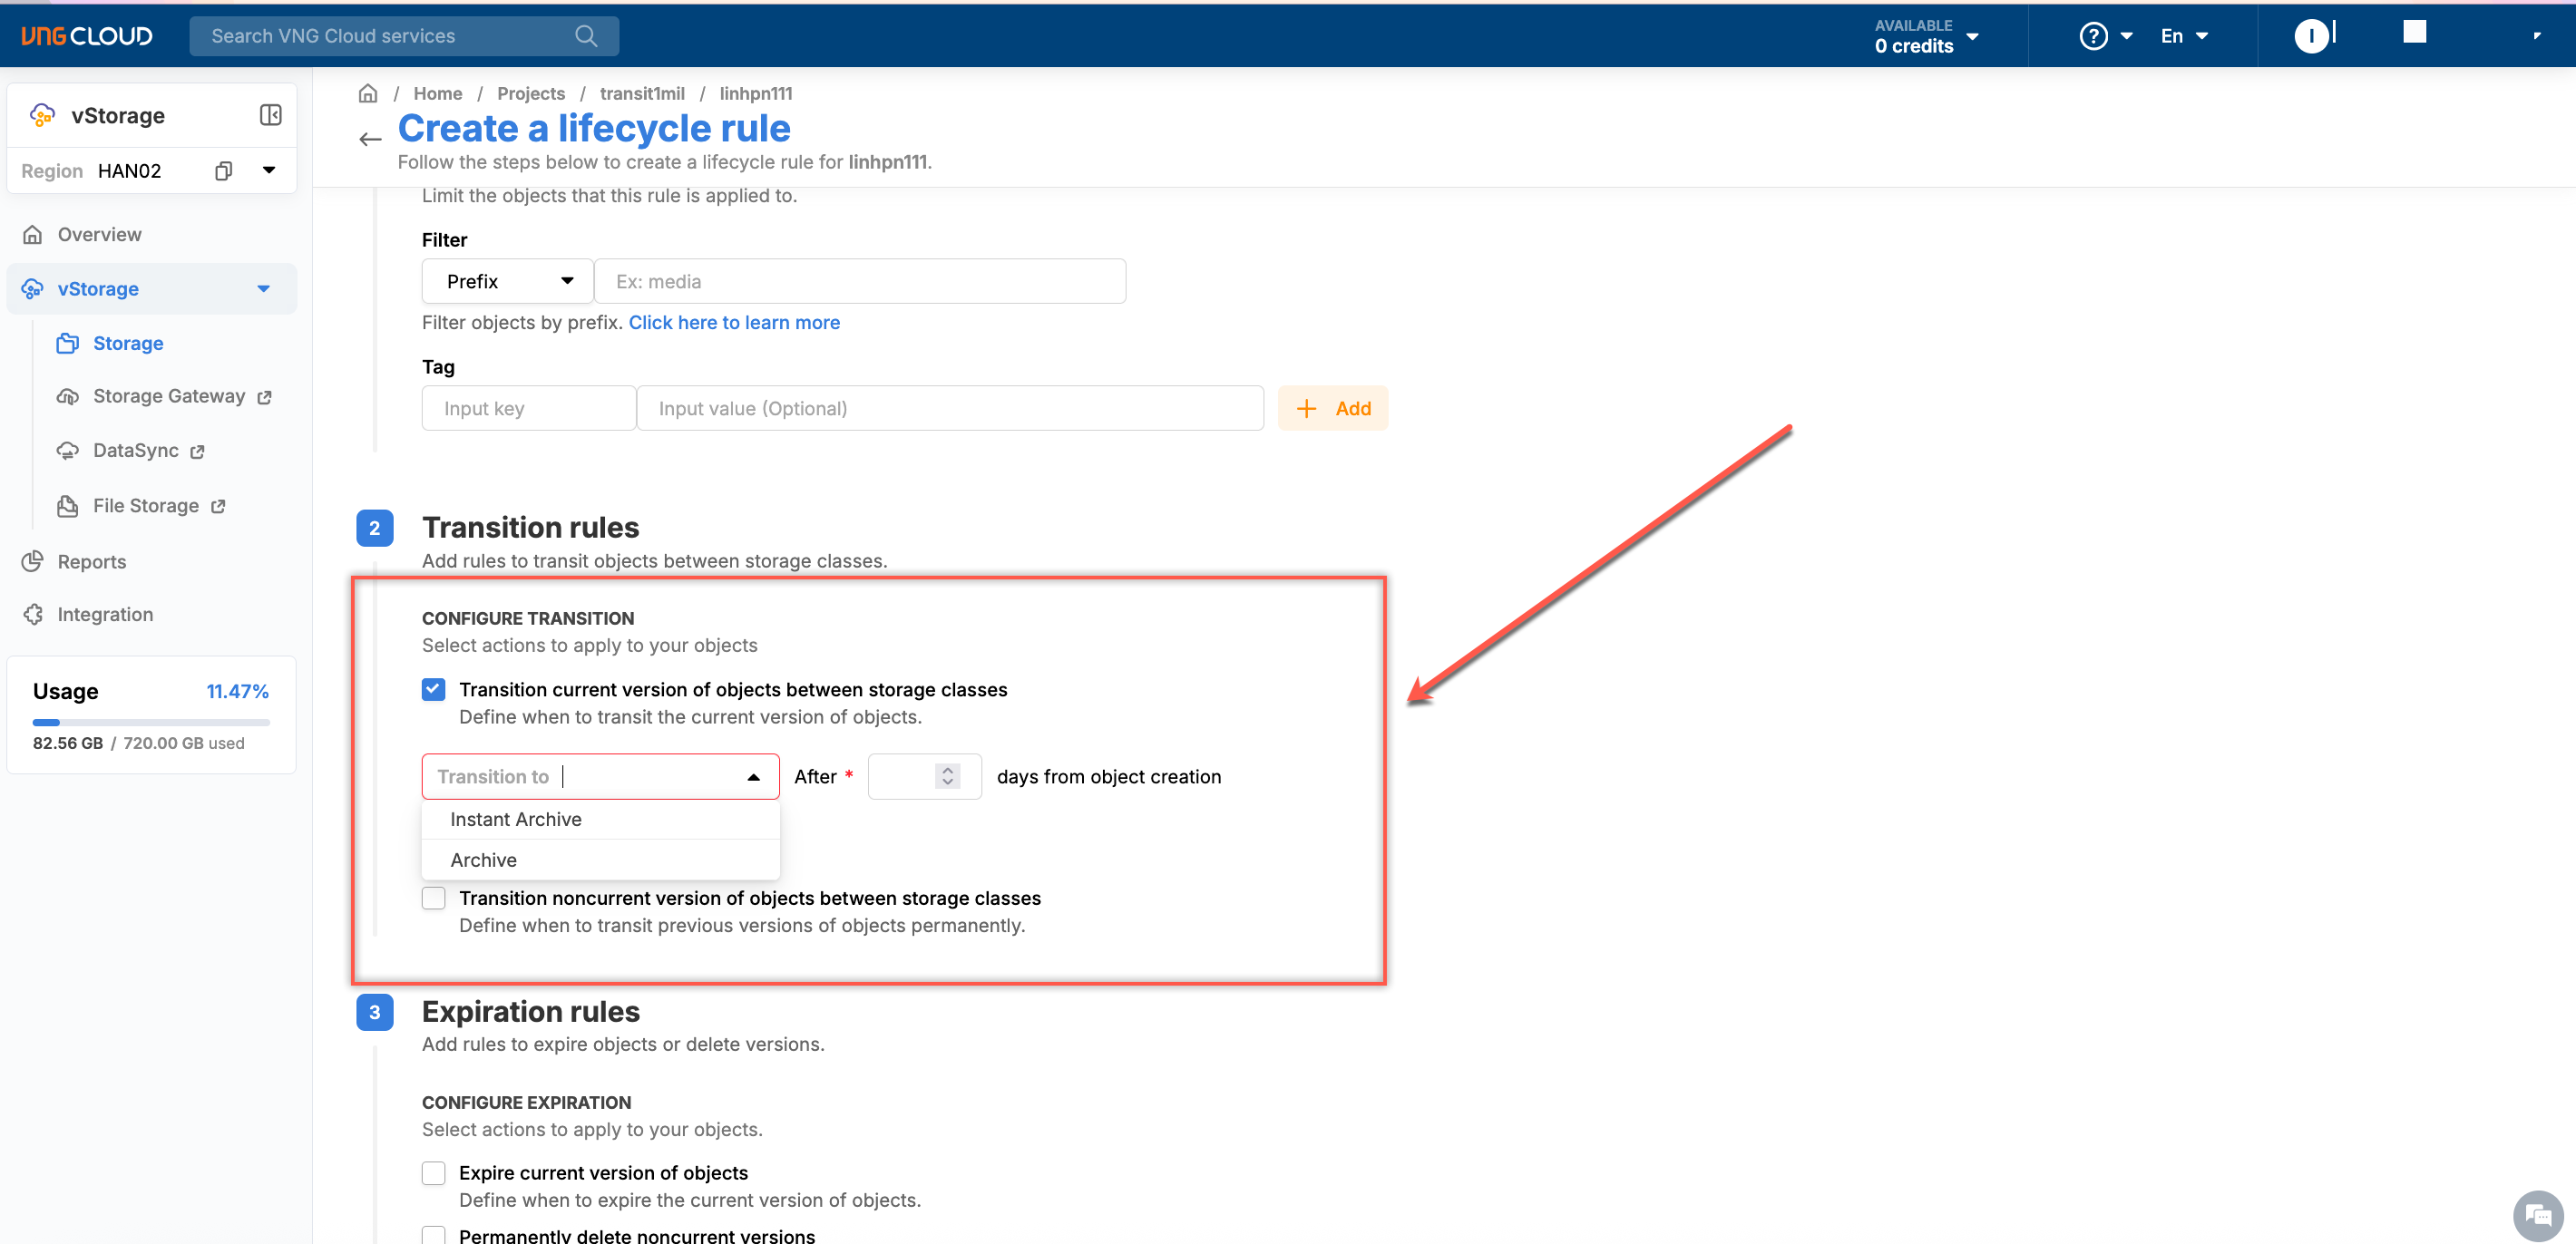 VNG CLOUD
Search VNG Cloud services
AVAILABLE
0 credits
?
En
I
vStorage
Region HAN02
Overview
vStorage
Storage
Storage Gateway
DataSync
File Storage
Reports
Integration
Usage 11.47%
82.56 GB / 720.00 GB used
/ Home / Projects / transit1mil / linhpn111
Create a lifecycle rule
Follow the steps below to create a lifecycle rule for linhpn111.
Limit the objects that this rule is applied to.
Filter
Prefix Ex: media
Filter objects by prefix. Click here to learn more
Tag
Input key Input value (Optional) + Add
2 Transition rules
Add rules to transit objects between storage classes.
CONFIGURE TRANSITION
Select actions to apply to your objects
Transition current version of objects between storage classes
Define when to transit the current version of objects.
Transition to After * days from object creation
Instant Archive
Archive
Transition noncurrent version of objects between storage classes
Define when to transit previous versions of objects permanently.
3 Expiration rules
Add rules to expire objects or delete versions.
CONFIGURE EXPIRATION
Select actions to apply to your objects.
Expire current version of objects
Define when to expire the current version of objects.
Permanently delete noncurrent versions